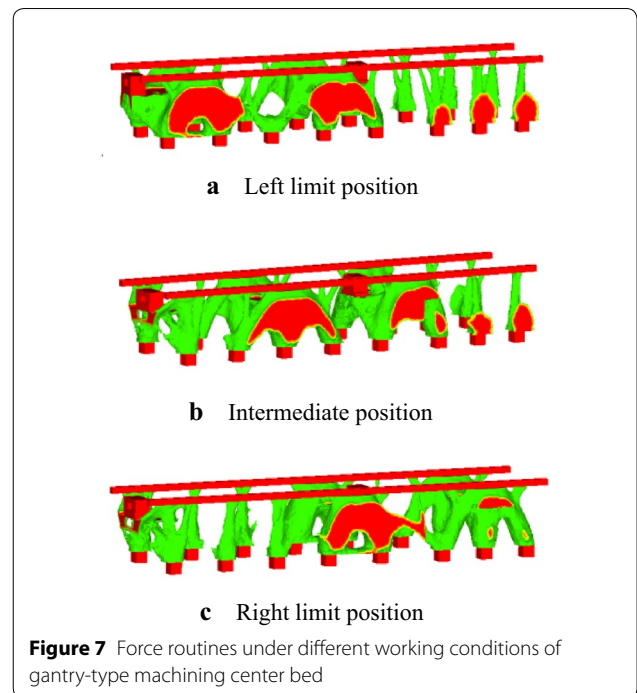 a Left limit position
b Intermediate position
c Right limit position
Figure 7 Force routines under different working conditions of
gantry-type machining center bed